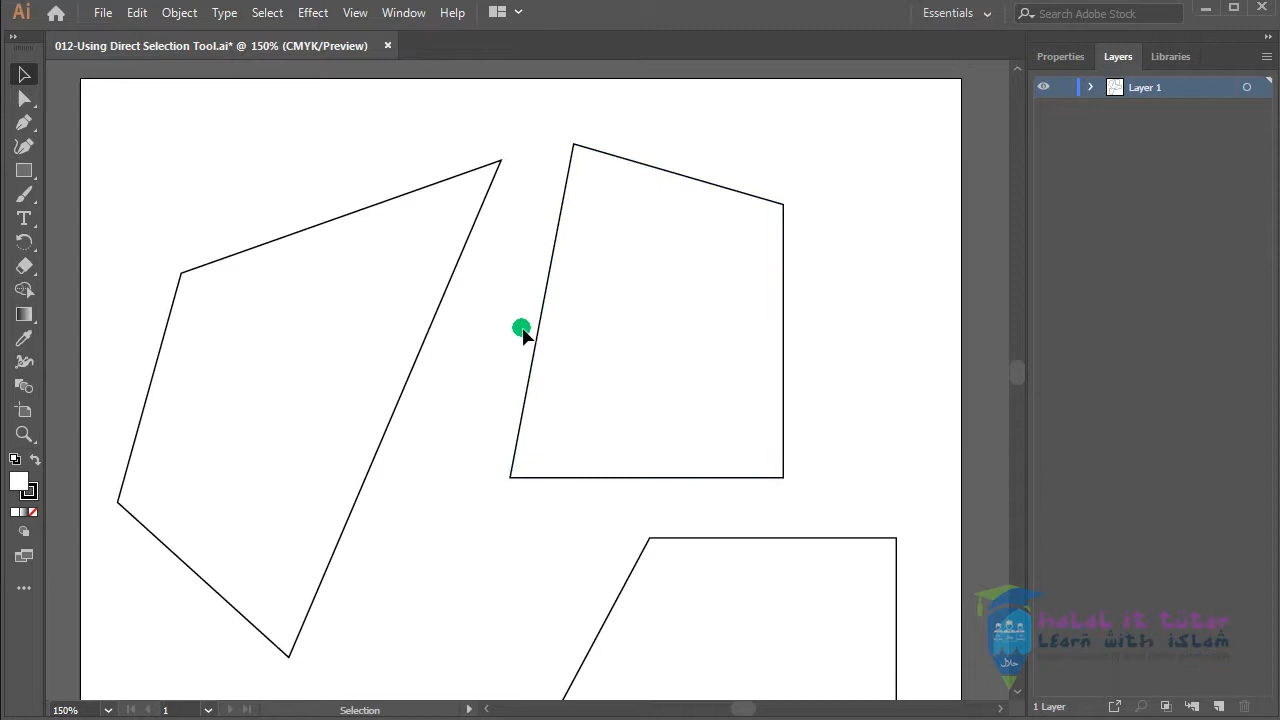 Ai File Edit Object Type Select Effect View Window Help Essentials Search Adobe Stock
012-Using Direct Selection Tool.ai* @ 150% (CMYK/Preview)
Properties Layers Libraries
Layer 1
halal it tutor
Learn with islam
حلال
150% 1 Selection 1 Layer